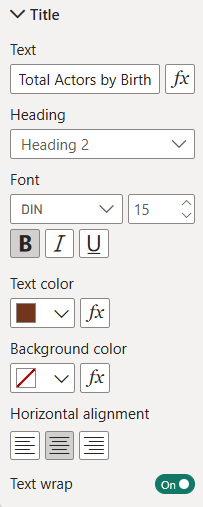 Title
Text
Total Actors by Birth
fx
Heading
Heading 2
Font
DIN
15
B I U
Text color
fx
Background color
fx
Horizontal alignment
Text wrap
On